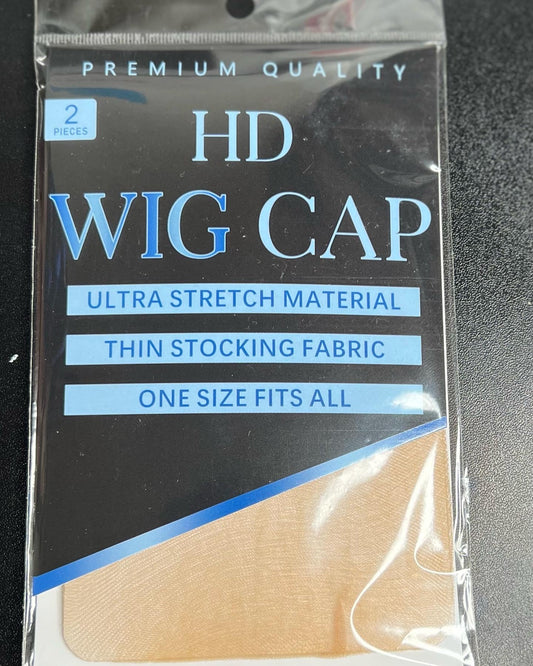 PREMIUM QUALITY
2
PIECES
HD
WIG CAP
ULTRA STRETCH MATERIAL
THIN STOCKING FABRIC
ONE SIZE FITS ALL